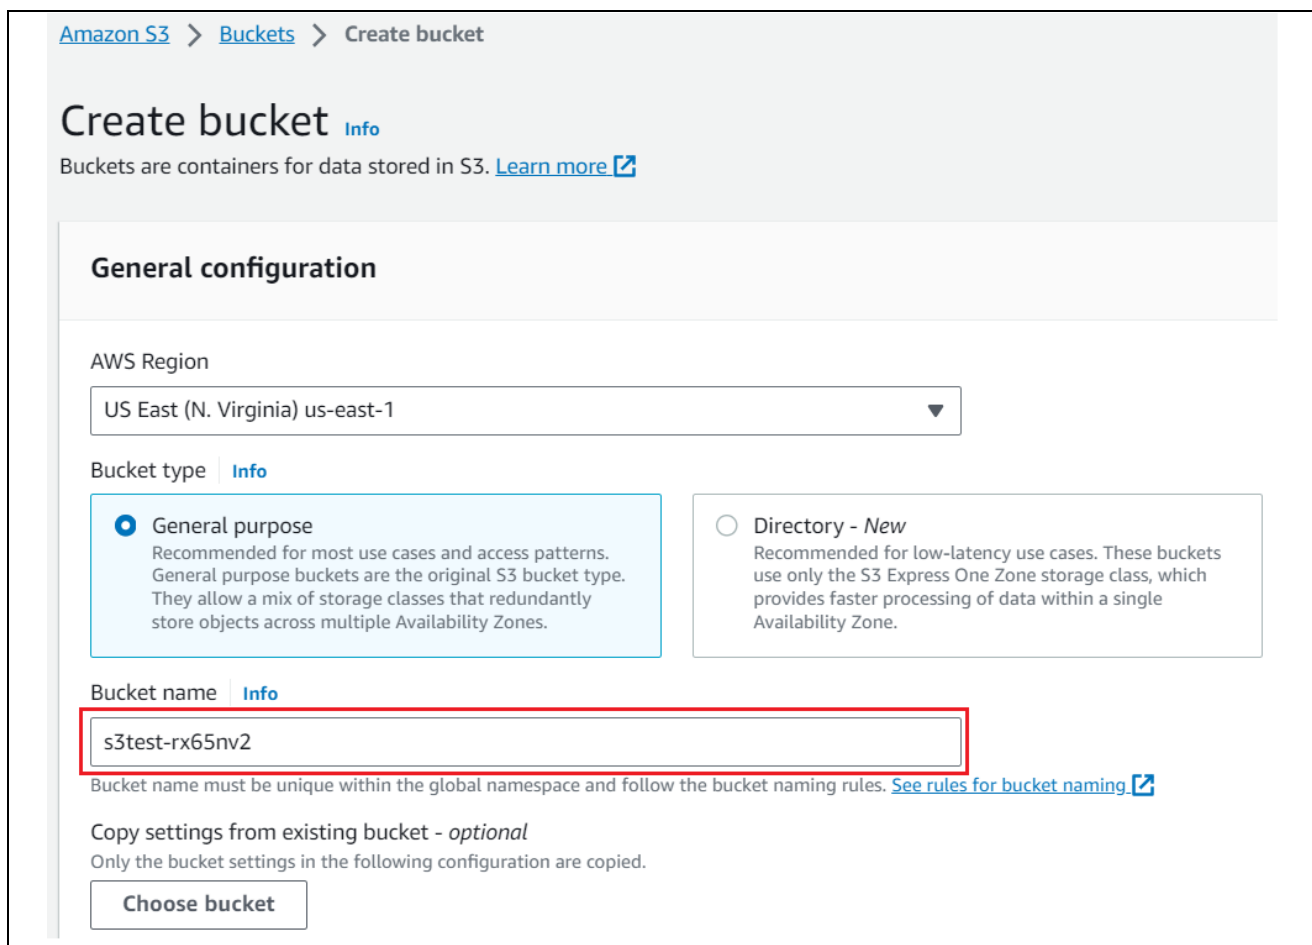 Amazon S3 > Buckets > Create bucket
Create bucket Info
Buckets are containers for data stored in S3. Learn more
General configuration
AWS Region
US East (N. Virginia) us-east-1
Bucket type Info
General purpose
Recommended for most use cases and access patterns.
General purpose buckets are the original S3 bucket type.
They allow a mix of storage classes that redundantly
store objects across multiple Availability Zones.
Directory - New
Recommended for low-latency use cases. These buckets
use only the S3 Express One Zone storage class, which
provides faster processing of data within a single
Availability Zone.
Bucket name Info
s3test-rx65nv2
Bucket name must be unique within the global namespace and follow the bucket naming rules. See rules for bucket naming
Copy settings from existing bucket - optional
Only the bucket settings in the following configuration are copied.
Choose bucket